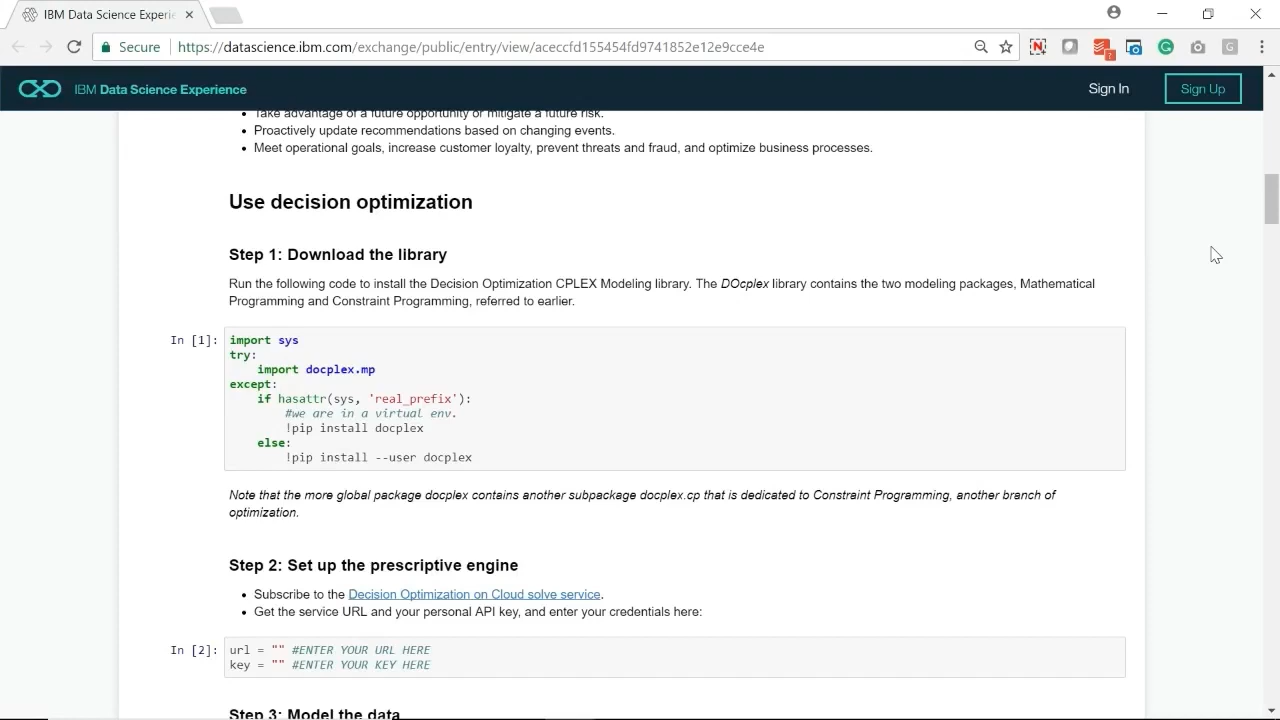 IBM Data Science Experie
Secure https://datascience.ibm.com/exchange/public/entry/view/aceccfd155454fd9741852e12e9cce4e
IBM Data Science Experience
Sign In
Sign Up
• Take advantage of a future opportunity or mitigate a future risk.
• Proactively update recommendations based on changing events.
• Meet operational goals, increase customer loyalty, prevent threats and fraud, and optimize business processes.
Use decision optimization
Step 1: Download the library
Run the following code to install the Decision Optimization CPLEX Modeling library. The DOcplex library contains the two modeling packages, Mathematical
Programming and Constraint Programming, referred to earlier.
In [1]: import sys
try:
    import docplex.mp
except:
    if hasattr(sys, 'real_prefix'):
        #we are in a virtual env.
        !pip install docplex
    else:
        !pip install --user docplex
Note that the more global package docplex contains another subpackage docplex.cp that is dedicated to Constraint Programming, another branch of
optimization.
Step 2: Set up the prescriptive engine
• Subscribe to the Decision Optimization on Cloud solve service.
• Get the service URL and your personal API key, and enter your credentials here:
In [2]: url = "" #ENTER YOUR URL HERE
key = "" #ENTER YOUR KEY HERE
Step 3: Model the data